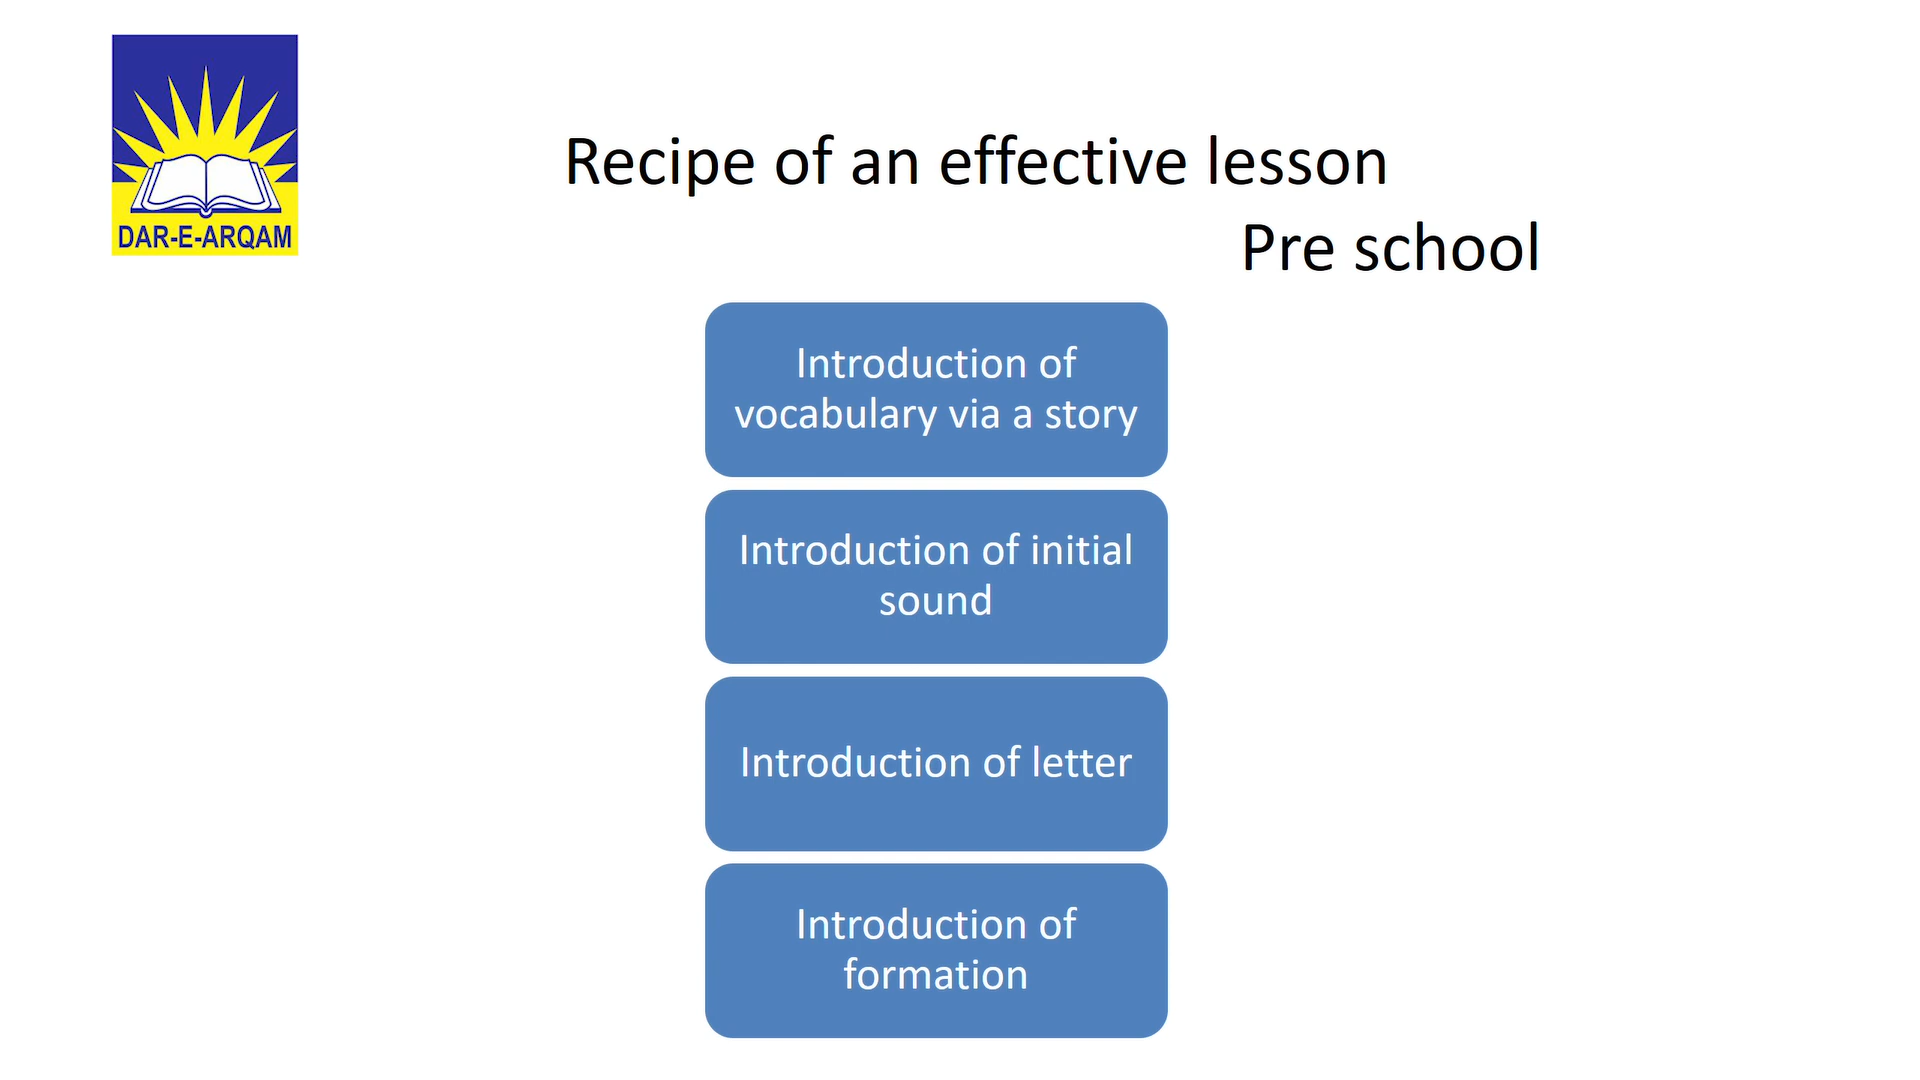 DAR-E-ARQAM
Recipe of an effective lesson
Pre school
Introduction of
vocabulary via a story
Introduction of initial
sound
Introduction of letter
Introduction of
formation